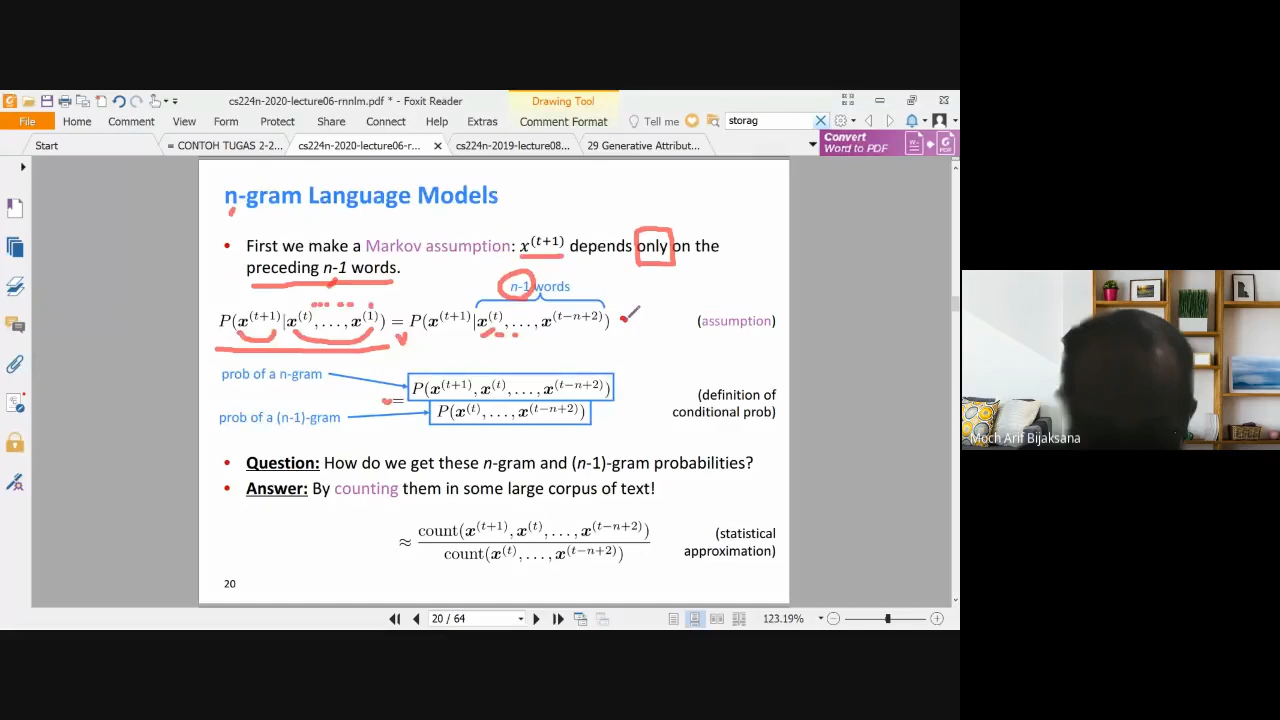 cs224n-2020-lecture06-rnnlm.pdf * - Foxit Reader
Drawing Tool
File Home Comment View Form Protect Share Connect Help Extras Comment Format Tell me storag
Start = CONTOH TUGAS 2-2... cs224n-2020-lecture06-r... × cs224n-2019-lecture08... 29 Generative Attribut...
Convert
Word to PDF
n-gram Language Models
• First we make a Markov assumption: x^(t+1) depends only on the
preceding n-1 words.
n-1 words
P(x^(t+1)|x^(t), . . . , x^(1)) = P(x^(t+1)|x^(t), . . . , x^(t−n+2)) (assumption)
prob of a n-gram
P(x^(t+1), x^(t), . . . , x^(t−n+2))
=
prob of a (n-1)-gram
P(x^(t), . . . , x^(t−n+2))
(definition of
conditional prob)
• Question: How do we get these n-gram and (n-1)-gram probabilities?
• Answer: By counting them in some large corpus of text!
≈ count(x^(t+1), x^(t), . . . , x^(t−n+2))
count(x^(t), . . . , x^(t−n+2))
(statistical
approximation)
20
20 / 64 123.19%
Moch Arif Bijaksana